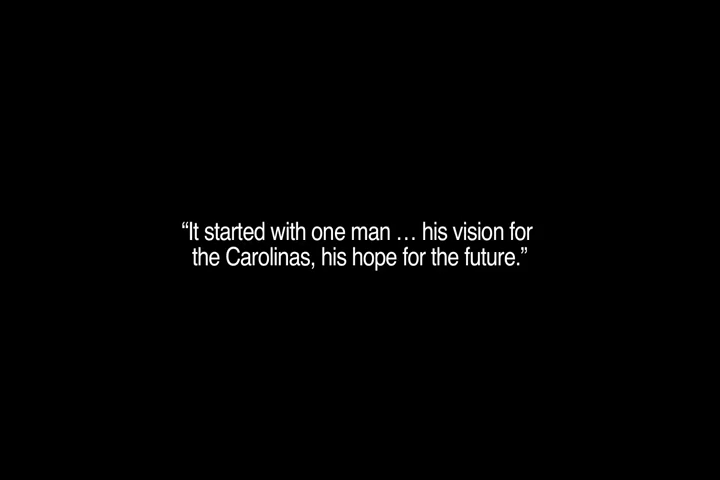 “It started with one man … his vision for
the Carolinas, his hope for the future.”